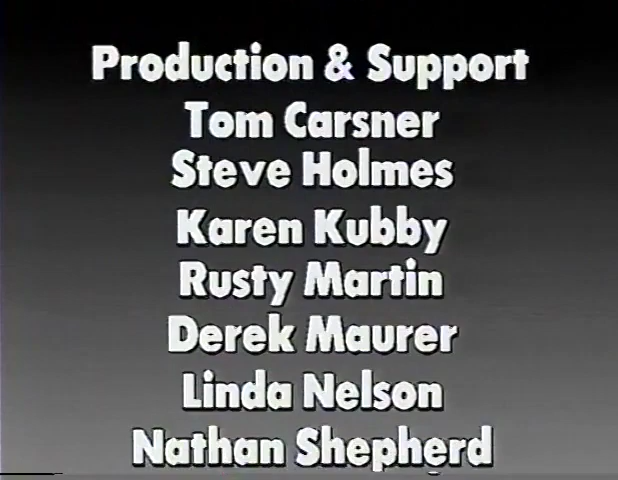 Production & Support
Tom Carsner
Steve Holmes
Karen Kubby
Rusty Martin
Derek Maurer
Linda Nelson
Nathan Shepherd